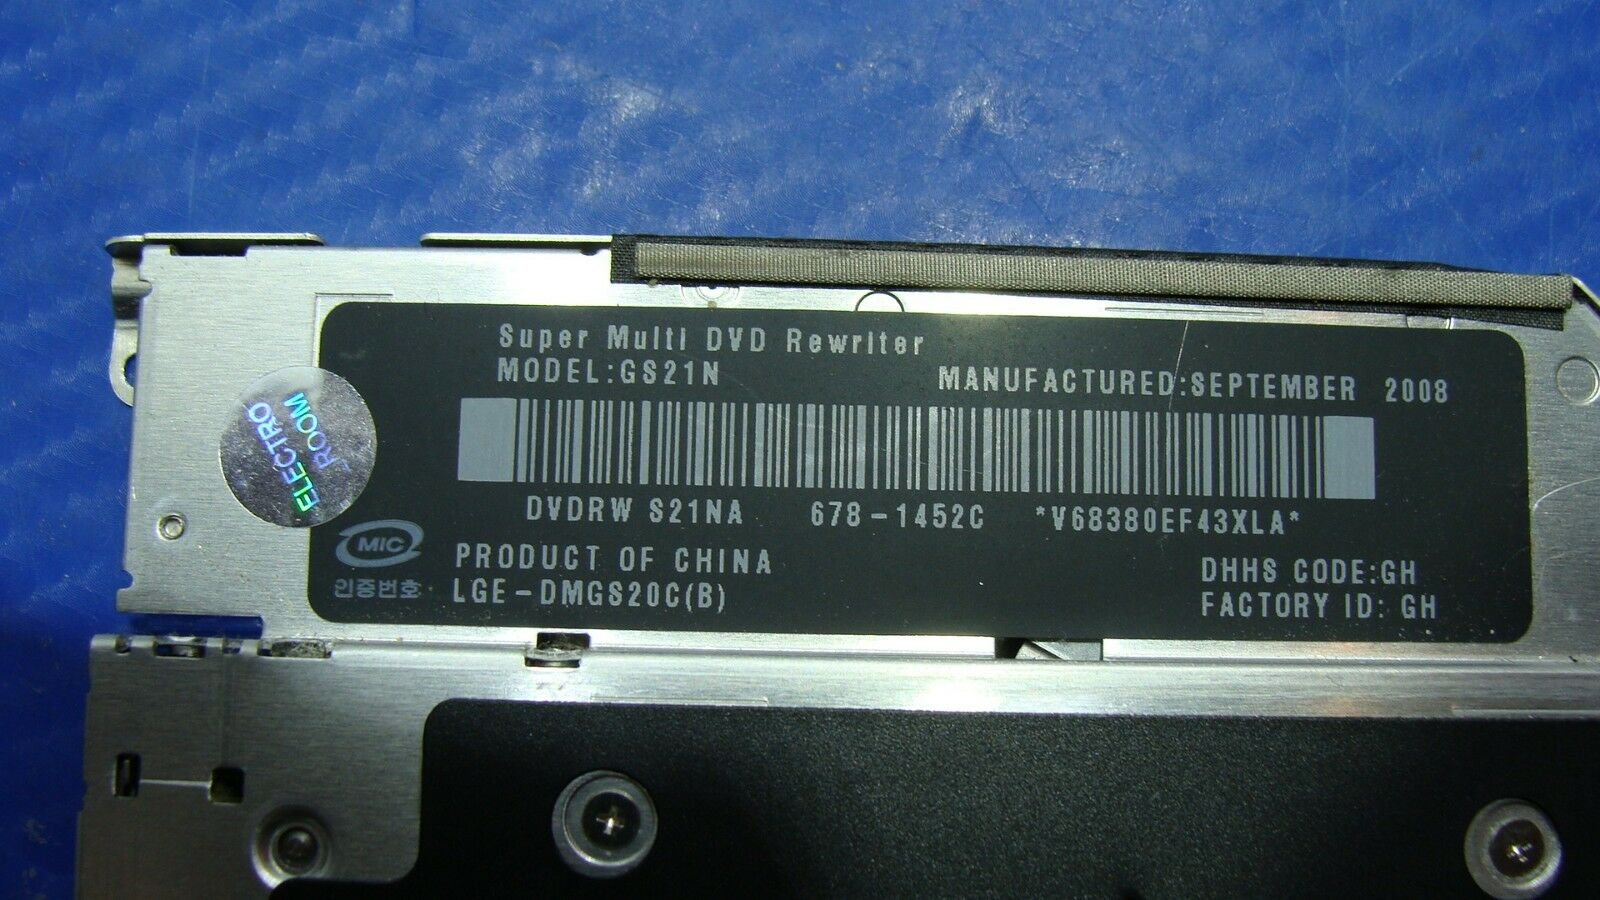 Super Multi DVD Rewriter
MODEL:GS21N
MANUFACTURED:SEPTEMBER 2008
DVDRW S21NA 678-1452C *V68380EF43XLA*
ELECTRO
_ROOM
MIC
인증번호:
PRODUCT OF CHINA
LGE-DMGS20C(B)
DHHS CODE:GH
FACTORY ID: GH